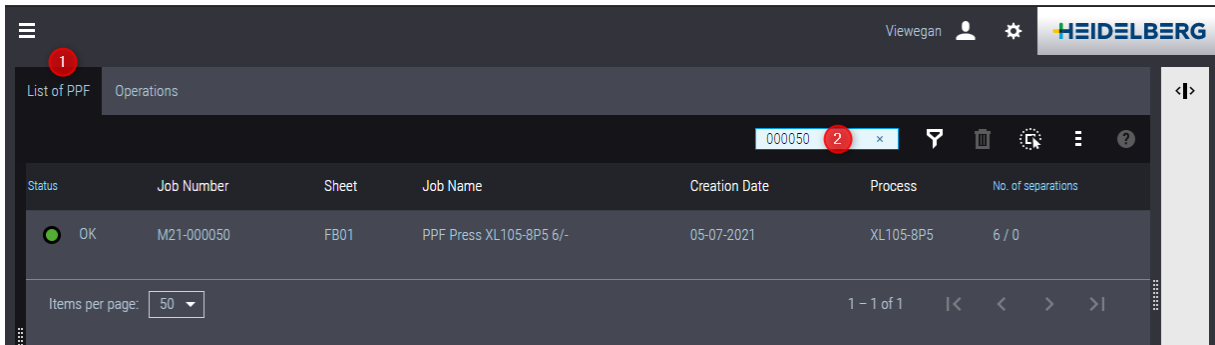 Viewegan
HEIDELBERG
1
List of PPF Operations
000050 2 ×
?
Status Job Number Sheet Job Name Creation Date Process No. of separations
OK M21-000050 FB01 PPF Press XL105-8P5 6/- 05-07-2021 XL105-8P5 6 / 0
Items per page: 50 1 – 1 of 1